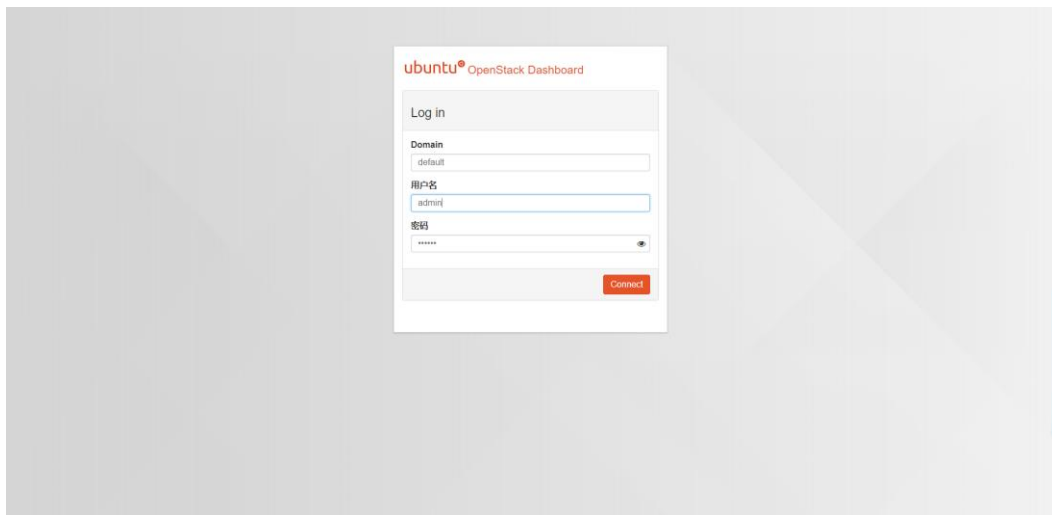 ubuntu® OpenStack Dashboard
Log in
Domain
default
用户名
admin
密码
••••••
Connect